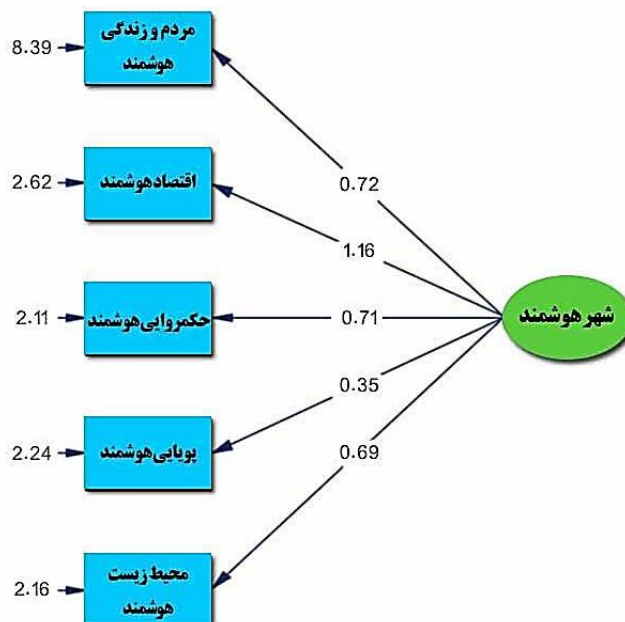 مردم و زندگی
هوشمند
8.39
0.72
اقتصاد هوشمند
2.62
1.16
حکمروایی هوشمند
2.11
0.71
شهر هوشمند
پویایی هوشمند
2.24
0.35
محیط زیست
هوشمند
2.16
0.69